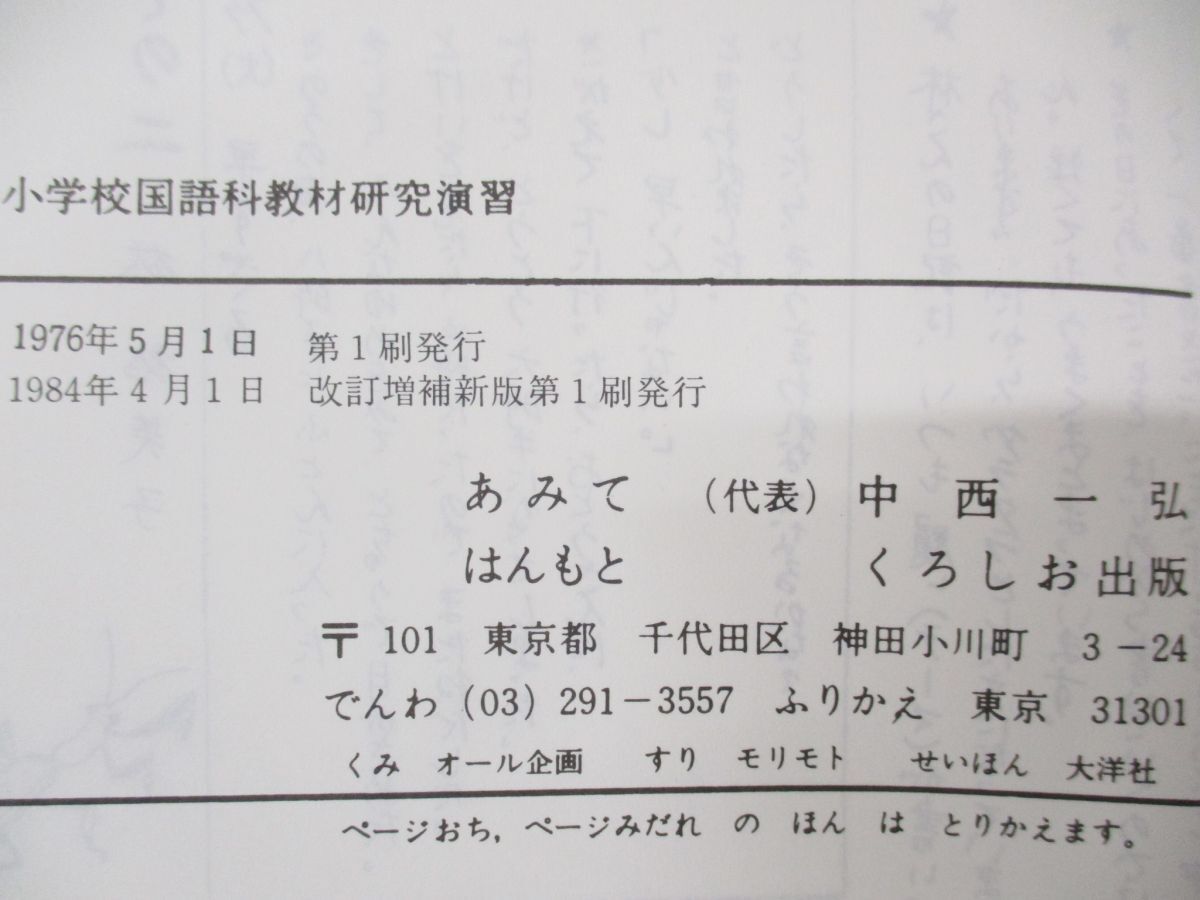 小学校国語科教材研究演習
1976年5月1日 第1刷発行
1984年4月1日 改訂増補新版第1刷発行
あみて (代表) 中西一弘
はんもと くろしお出版
〒101 東京都 千代田区 神田小川町 3-24
でんわ (03) 291-3557 ふりかえ 東京 31301
くみ オール企画 すり モリモト せいほん 大洋社
ページおち, ページみだれ の ほん は とりかえます。